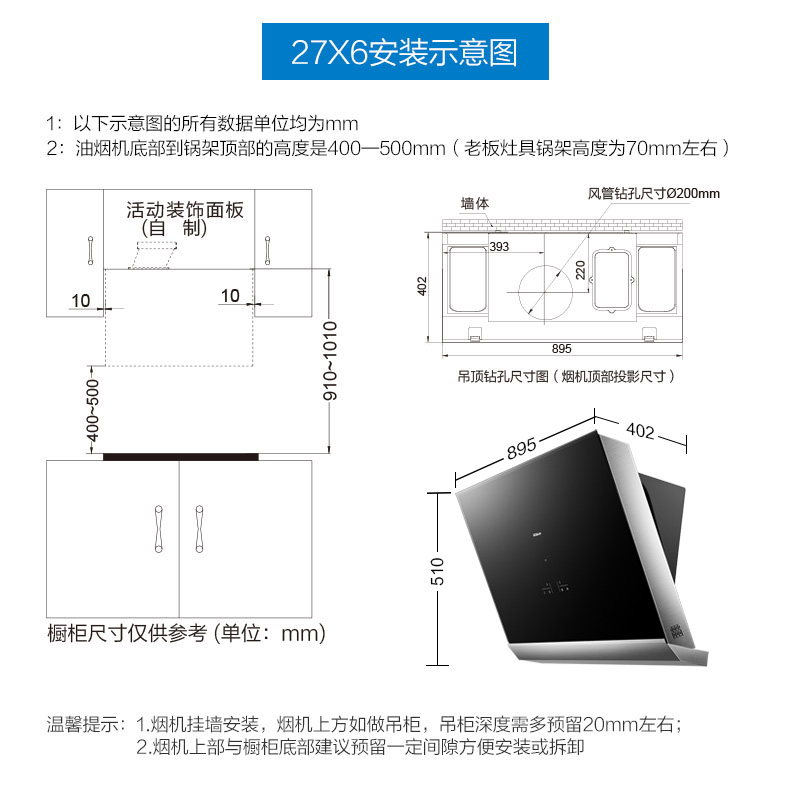 27X6安装示意图
1：以下示意图的所有数据单位均为mm
2：油烟机底部到锅架顶部的高度是400—500mm（老板灶具锅架高度为70mm左右）
活动装饰面板
(自 制)
10
10
910~1010
400~500
橱柜尺寸仅供参考 (单位：mm)
风管钻孔尺寸Ø200mm
墙体
393
220
402
895
吊顶钻孔尺寸图（烟机顶部投影尺寸）
895
402
510
温馨提示：1.烟机挂墙安装，烟机上方如做吊柜，吊柜深度需多预留20mm左右；
2.烟机上部与橱柜底部建议预留一定间隙方便安装或拆卸